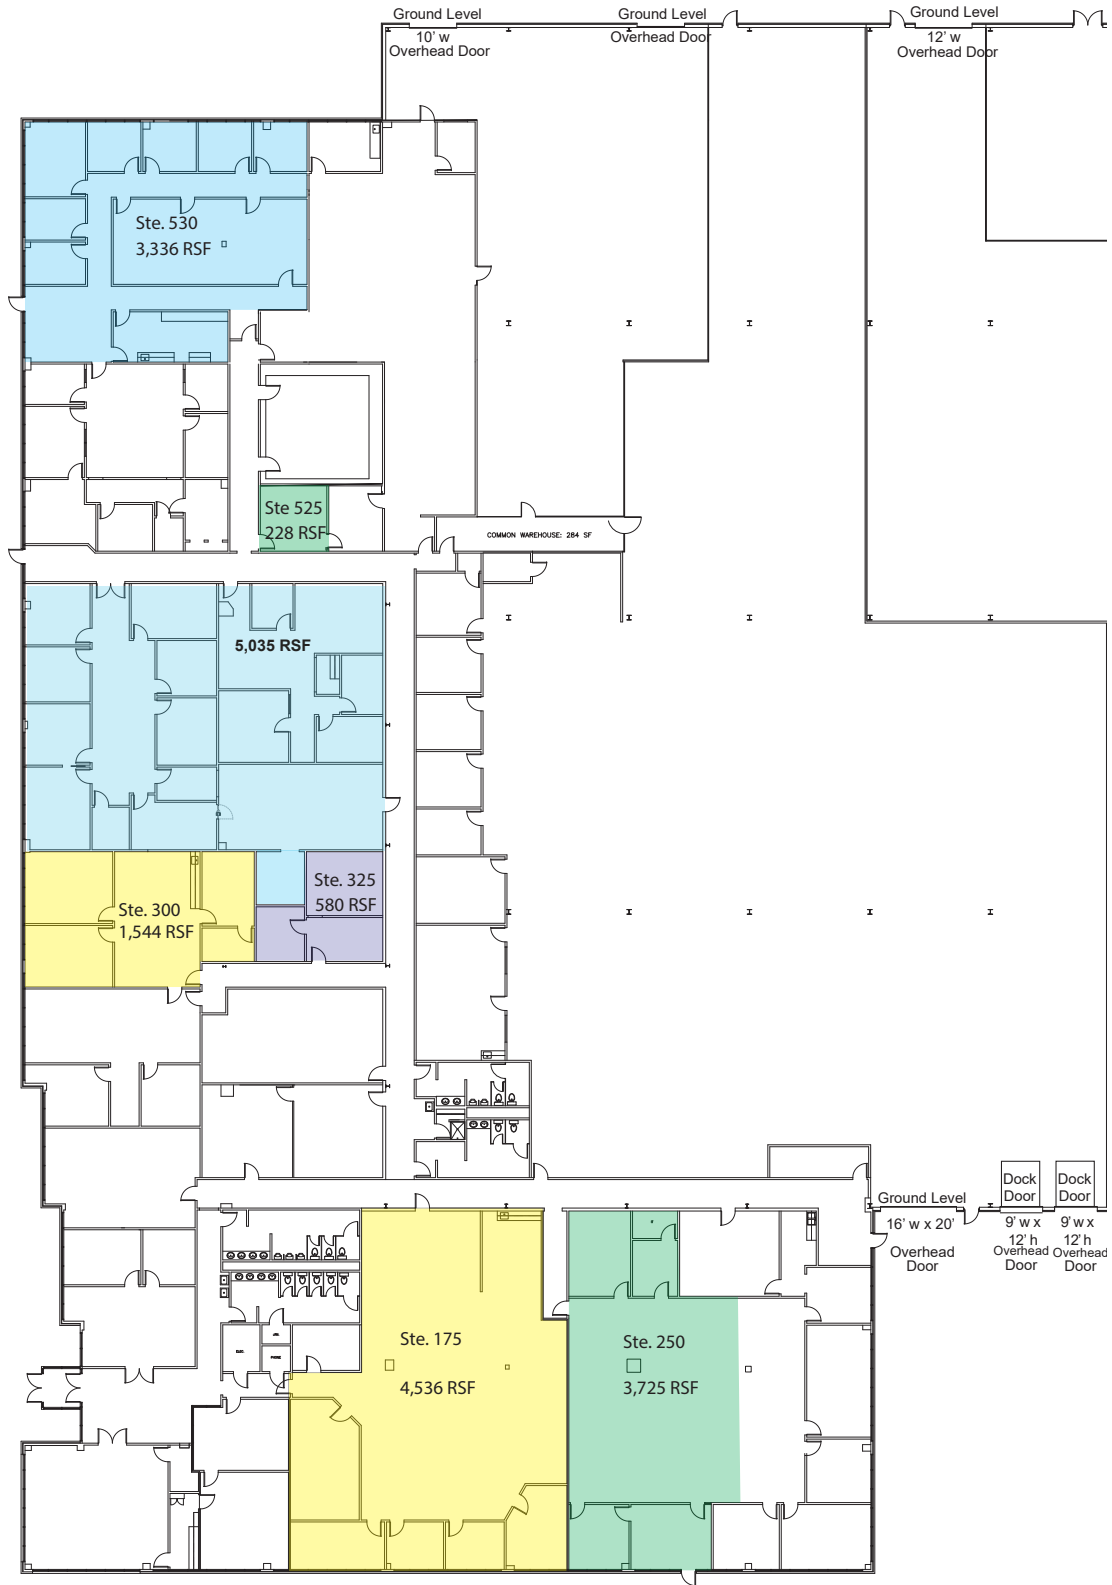 Ground Level
10' w
Overhead Door
Ground Level
Overhead Door
Ground Level
12' w
Overhead Door
Ste. 530
3,336 RSF
Ste 525
228 RSF
COMMON WAREHOUSE: 284 SF
5,035 RSF
Ste. 300
1,544 RSF
Ste. 325
580 RSF
Dock
Door
Dock
Door
Ground Level
16' w x 20'
Overhead
Door
9' w x
12' h
Overhead
Door
9' w x
12' h
Overhead
Door
Ste. 175
4,536 RSF
Ste. 250
3,725 RSF
ELEC.
PHONE